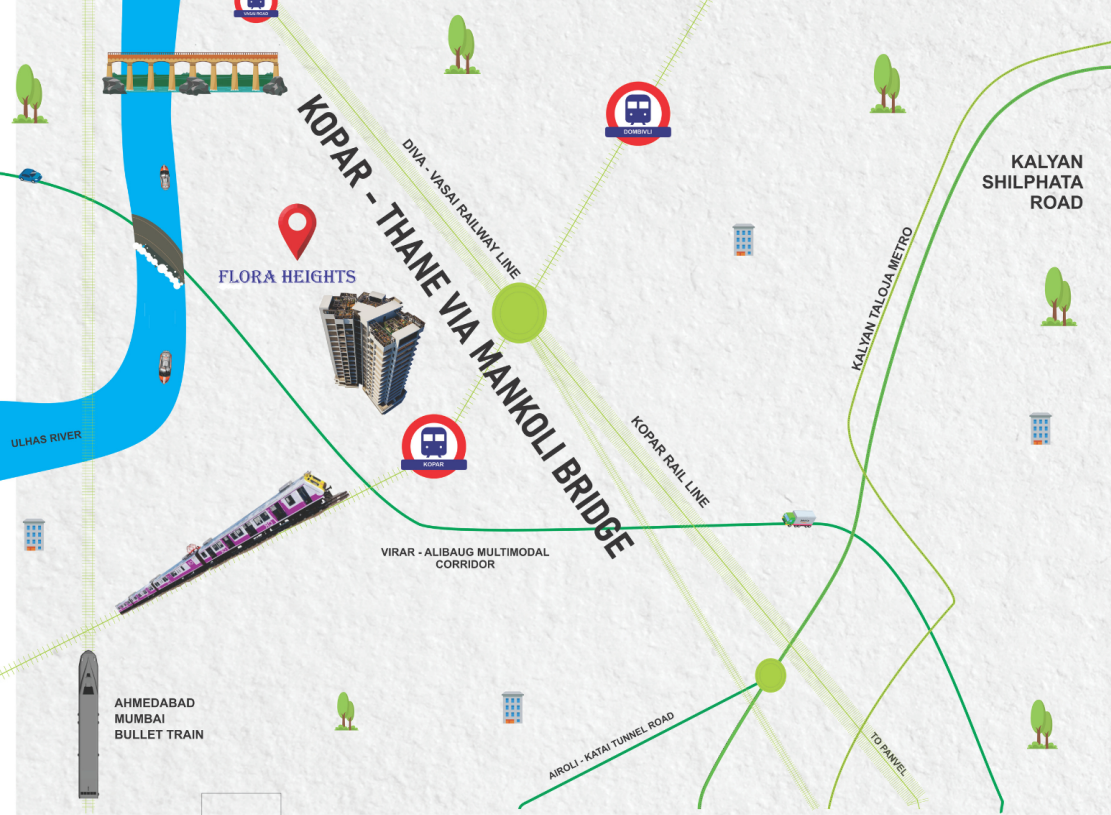 VASAI ROAD
DOMBIVLI
KOPAR - THANE VIA MANKOLI BRIDGE
DIVA - VASAI RAILWAY LINE
KALYAN
SHILPHATA
ROAD
KALYAN TALOJA METRO
FLORA HEIGHTS
ULHAS RIVER
KOPAR
KOPAR RAIL LINE
VIRAR - ALIBAUG MULTIMODAL
CORRIDOR
AHMEDABAD
MUMBAI
BULLET TRAIN
AIROLI - KATAI TUNNEL ROAD
TO PANVEL